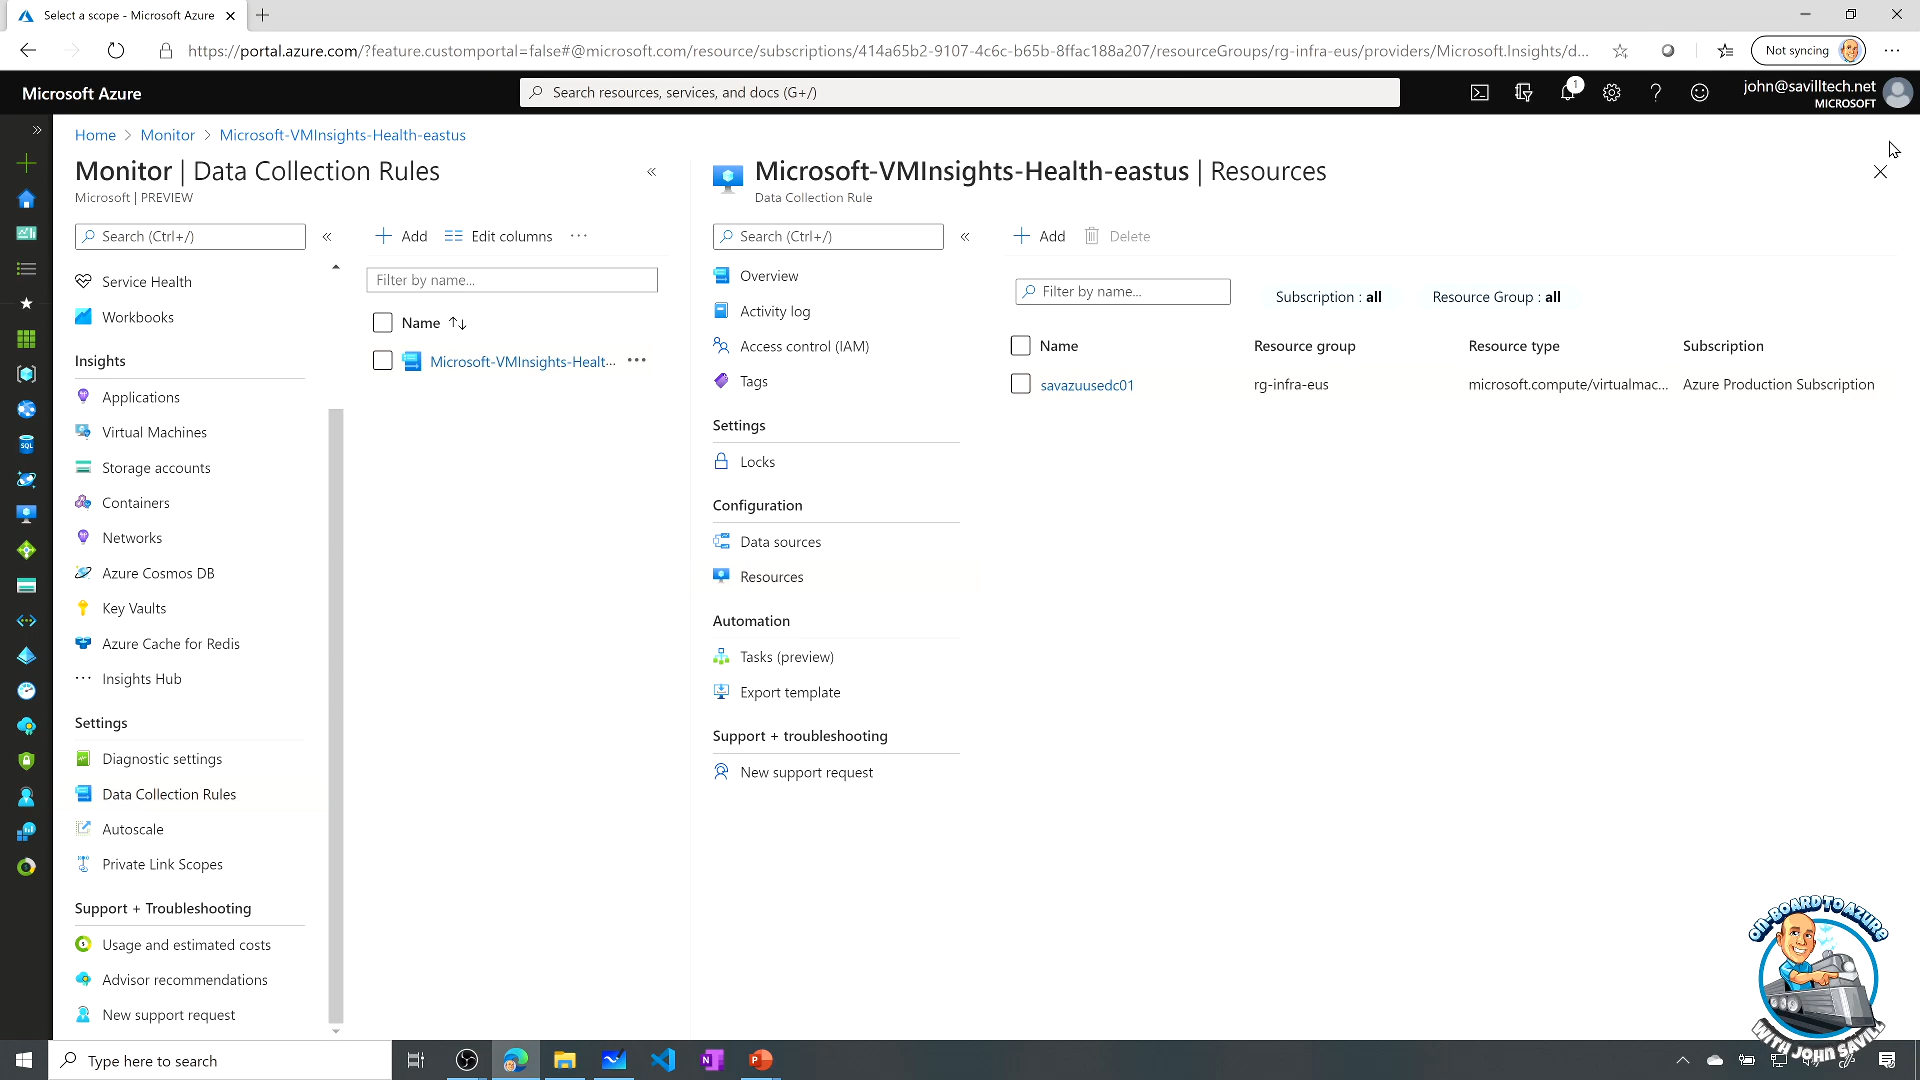 Select a scope - Microsoft Azure
https://portal.azure.com/?feature.customportal=false#@microsoft.com/resource/subscriptions/414a65b2-9107-4c6c-b65b-8ffac188a207/resourceGroups/rg-infra-eus/providers/Microsoft.Insights/d...
Not syncing
Microsoft Azure
Search resources, services, and docs (G+/)
1
john@savilltech.net
MICROSOFT
Home > Monitor > Microsoft-VMInsights-Health-eastus
Monitor | Data Collection Rules
Microsoft | PREVIEW
Search (Ctrl+/)
Service Health
Workbooks
Insights
Applications
Virtual Machines
Storage accounts
Containers
Networks
Azure Cosmos DB
Key Vaults
Azure Cache for Redis
Insights Hub
Settings
Diagnostic settings
Data Collection Rules
Autoscale
Private Link Scopes
Support + Troubleshooting
Usage and estimated costs
Advisor recommendations
New support request
Add Edit columns
Filter by name...
Name
Microsoft-VMInsights-Healt...
Microsoft-VMInsights-Health-eastus | Resources
Data Collection Rule
Search (Ctrl+/)
Overview
Activity log
Access control (IAM)
Tags
Settings
Locks
Configuration
Data sources
Resources
Automation
Tasks (preview)
Export template
Support + troubleshooting
New support request
Add Delete
Filter by name...
Subscription : all
Resource Group : all
Name Resource group Resource type Subscription
savazuusedc01 rg-infra-eus microsoft.compute/virtualmac... Azure Production Subscription
ON-BOARD TO AZURE
WITH JOHN SAVILL
Type here to search